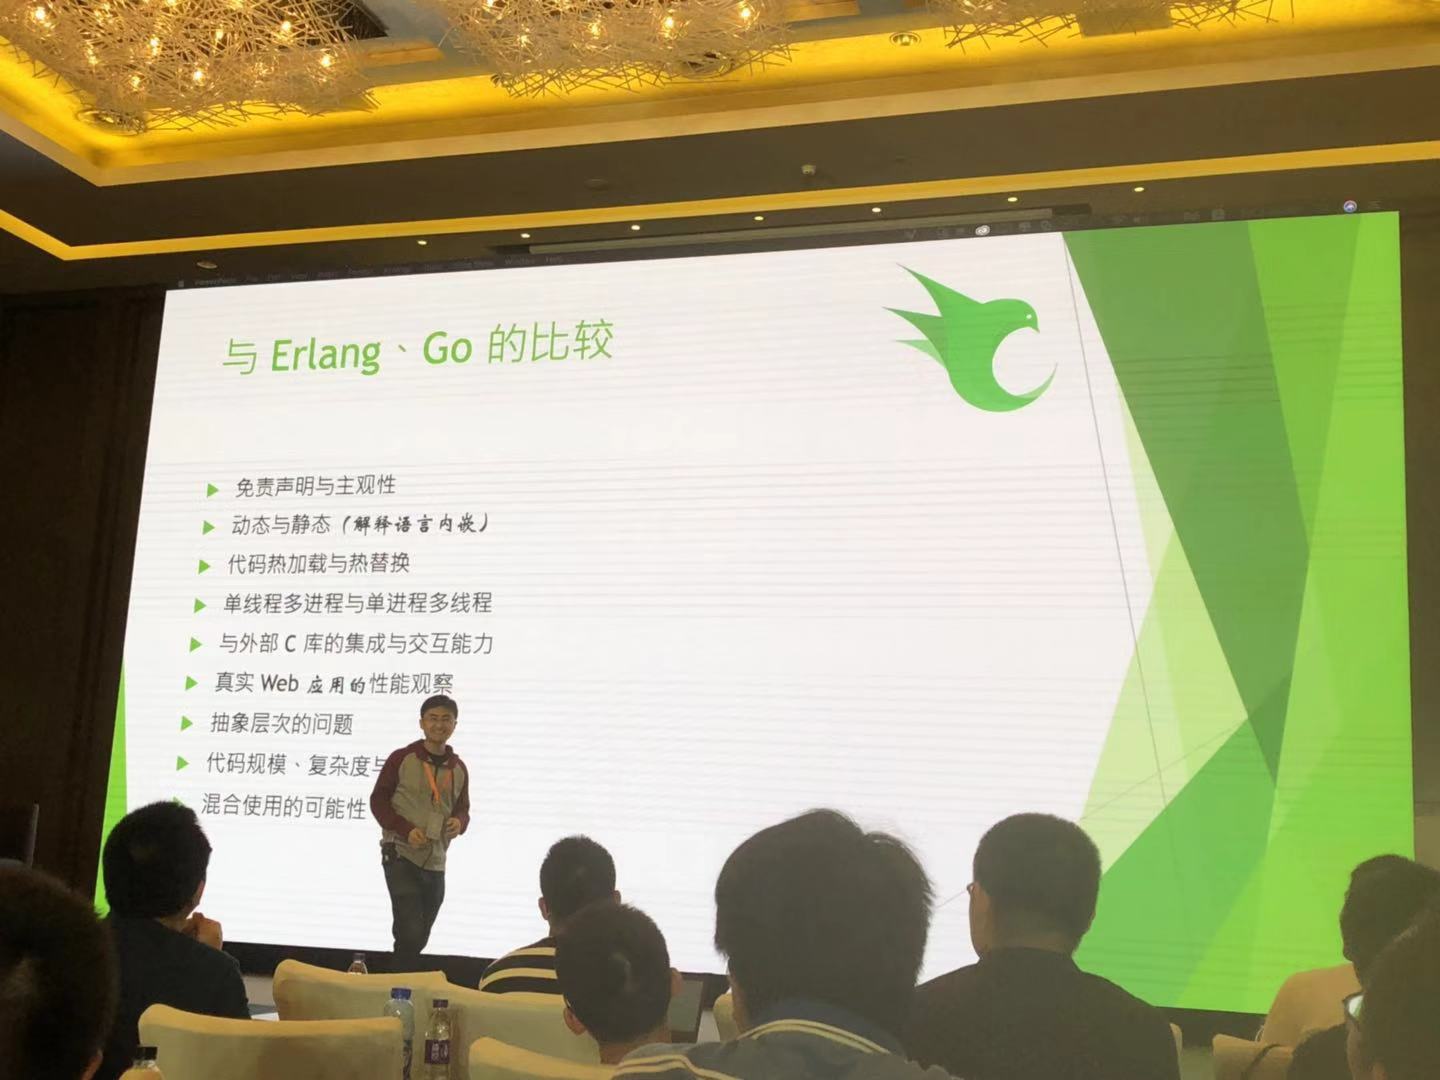 与 Erlang、Go 的比较
免责声明与主观性
动态与静态（解释语言内嵌）
代码热加载与热替换
单线程多进程与单进程多线程
与外部 C 库的集成与交互能力
真实 Web 应用的性能观察
抽象层次的问题
代码规模、复杂度与
混合使用的可能性